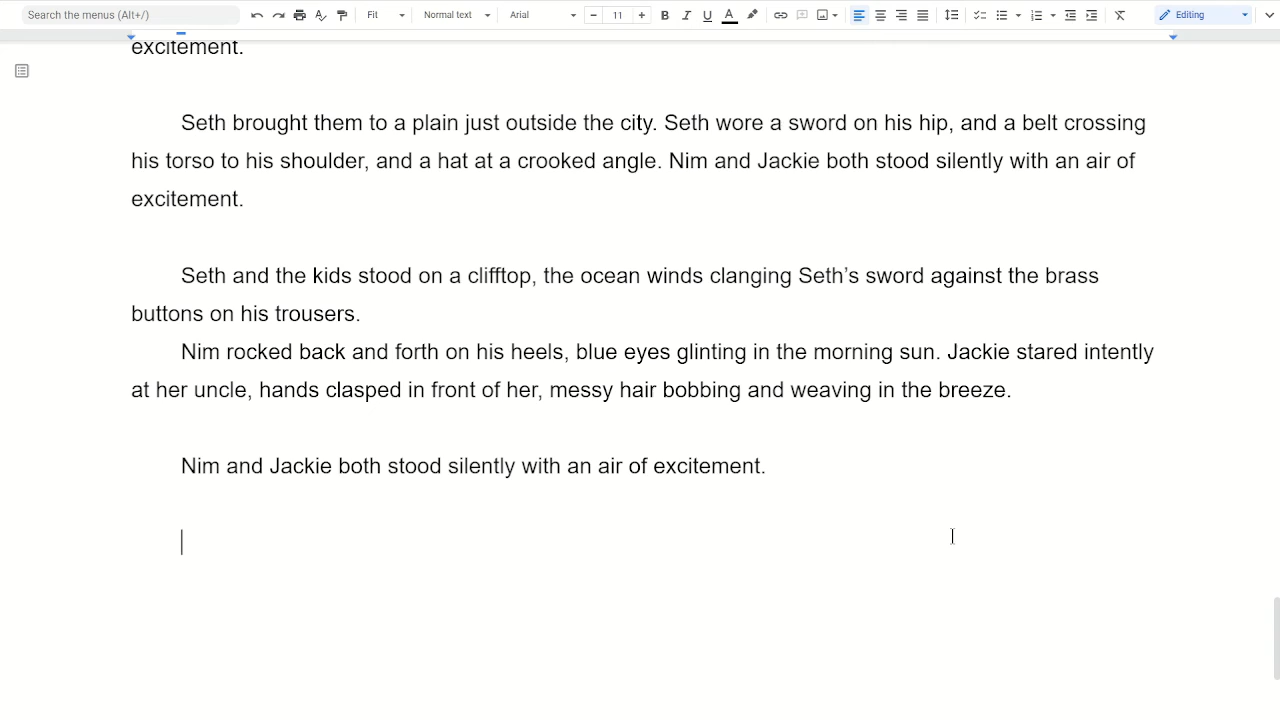 Search the menus (Alt+/)
Fit
Normal text
Arial
11
B I U A
Editing
excitement.
Seth brought them to a plain just outside the city. Seth wore a sword on his hip, and a belt crossing
his torso to his shoulder, and a hat at a crooked angle. Nim and Jackie both stood silently with an air of
excitement.
Seth and the kids stood on a clifftop, the ocean winds clanging Seth’s sword against the brass
buttons on his trousers.
Nim rocked back and forth on his heels, blue eyes glinting in the morning sun. Jackie stared intently
at her uncle, hands clasped in front of her, messy hair bobbing and weaving in the breeze.
Nim and Jackie both stood silently with an air of excitement.